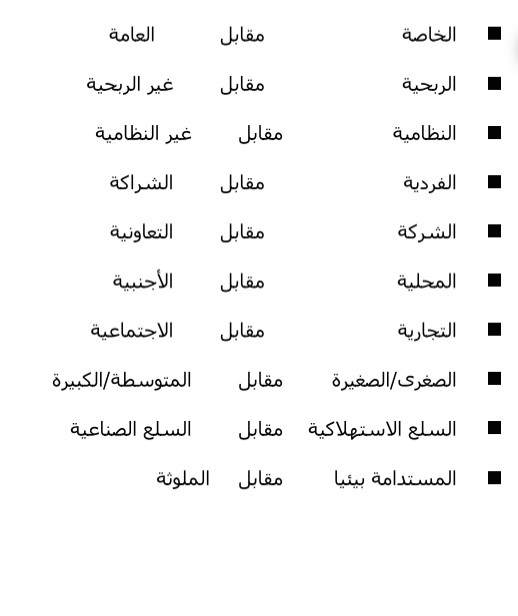 ■ الخاصة مقابل العامة
■ الربحية مقابل غير الربحية
■ النظامية مقابل غير النظامية
■ الفردية مقابل الشراكة
■ الشركة مقابل التعاونية
■ المحلية مقابل الأجنبية
■ التجارية مقابل الاجتماعية
■ الصغرى/الصغيرة مقابل المتوسطة/الكبيرة
■ السلع الاستهلاكية مقابل السلع الصناعية
■ المستدامة بيئيا مقابل الملوثة